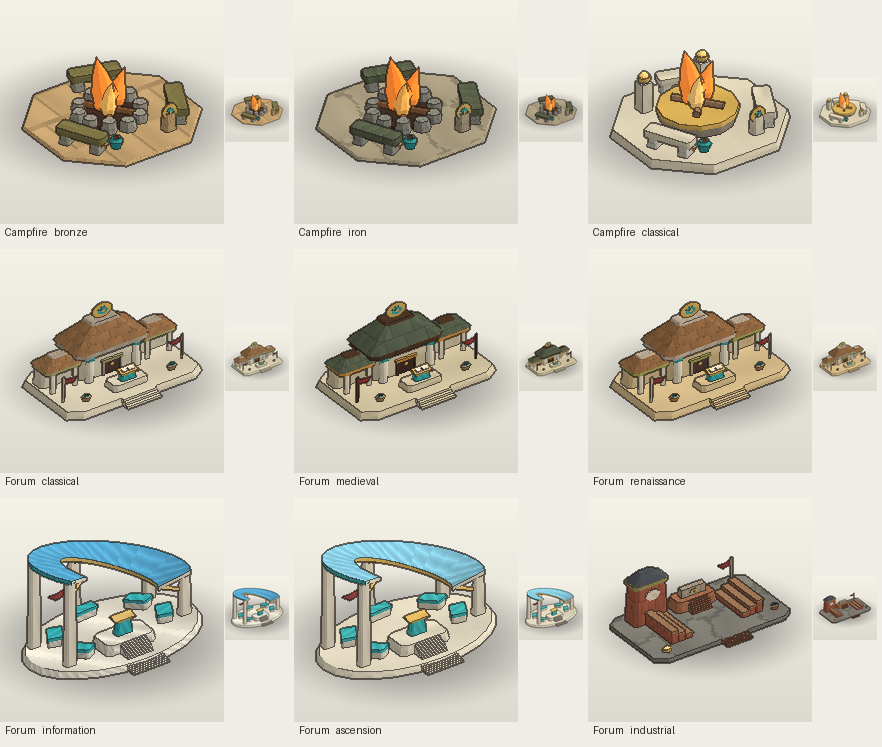 Campfire bronze
Campfire iron
Campfire classical
Forum classical
Forum medieval
Forum renaissance
Forum information
Forum ascension
Forum industrial